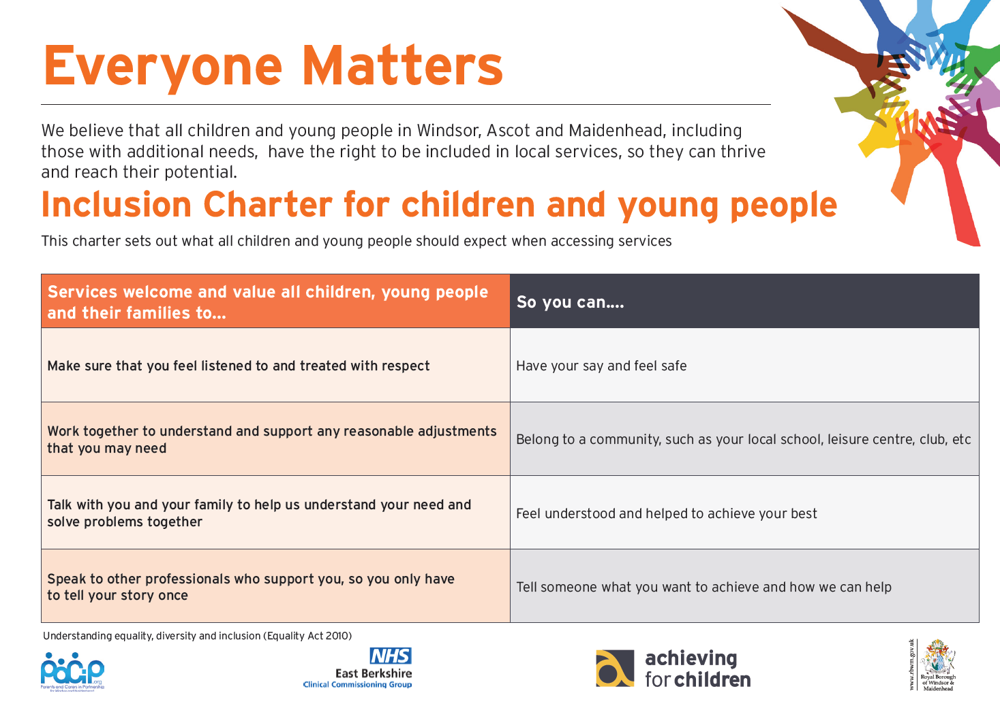 Everyone Matters
We believe that all children and young people in Windsor, Ascot and Maidenhead, including
those with additional needs,  have the right to be included in local services, so they can thrive
and reach their potential.
Inclusion Charter for children and young people
This charter sets out what all children and young people should expect when accessing services
Services welcome and value all children, young people
and their families to...
So you can....
Make sure that you feel listened to and treated with respect
Have your say and feel safe
Work together to understand and support any reasonable adjustments
that you may need
Belong to a community, such as your local school, leisure centre, club, etc
Talk with you and your family to help us understand your need and
solve problems together
Feel understood and helped to achieve your best
Speak to other professionals who support you, so you only have
to tell your story once
Tell someone what you want to achieve and how we can help
Understanding equality, diversity and inclusion (Equality Act 2010)
PaCiP.org
Parents and Carers in Partnership
for Windsor and Maidenhead
NHS
East Berkshire
Clinical Commissioning Group
achieving
for children
www.rbwm.gov.uk
Royal Borough
of Windsor &
Maidenhead